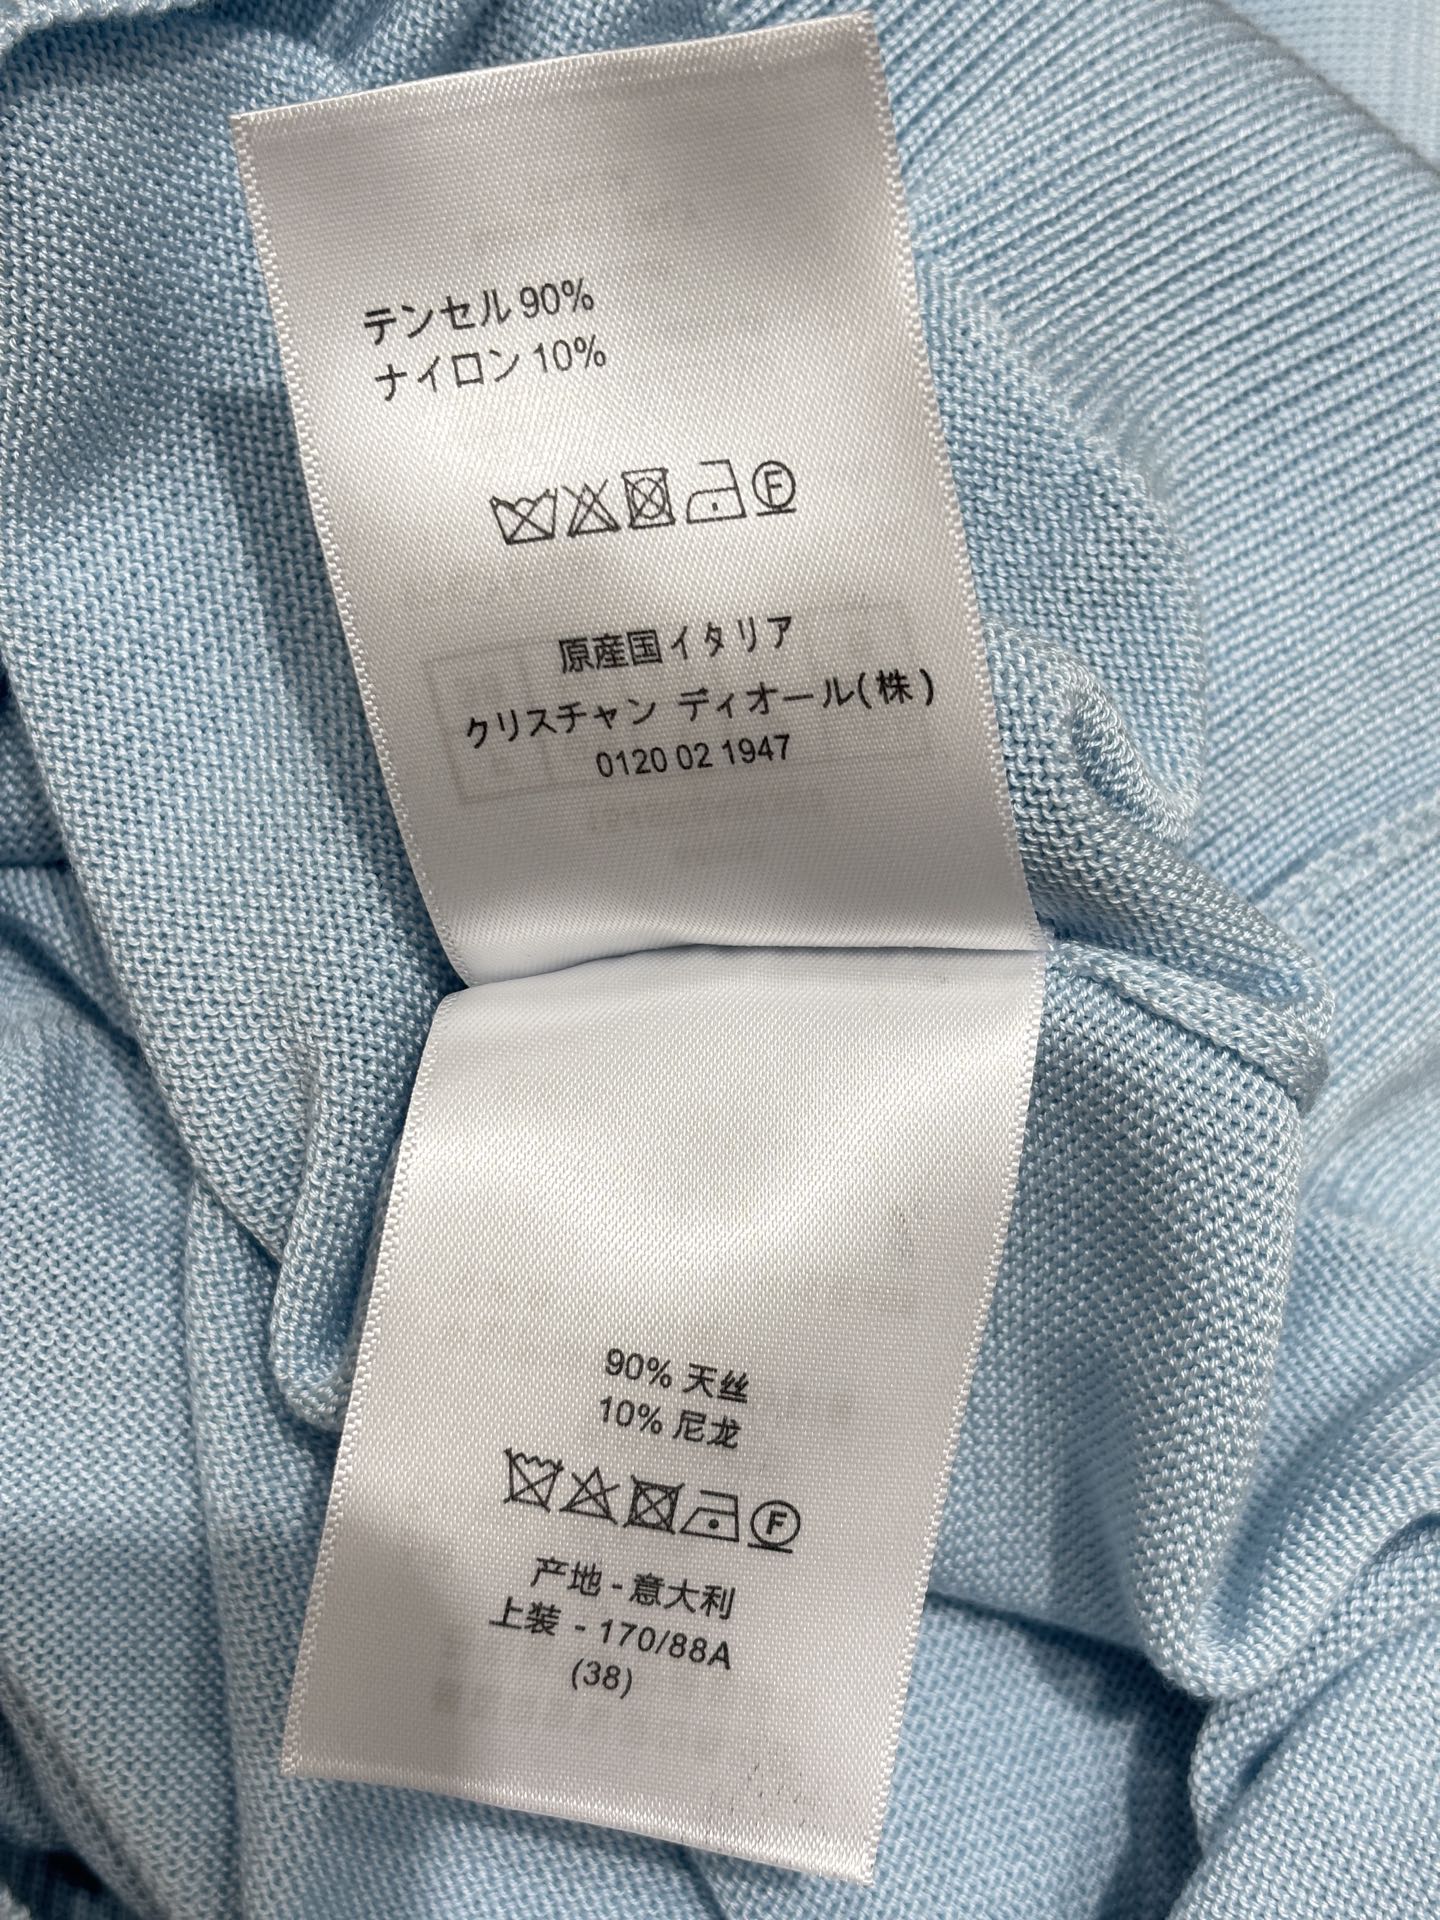 テンセル 90%
ナイロン 10%
F
原産国イタリア
クリスチャン ディオール(株)
0120 02 1947
90% 天丝
10% 尼龙
F
产地 - 意大利
上装 - 170/88A
(38)